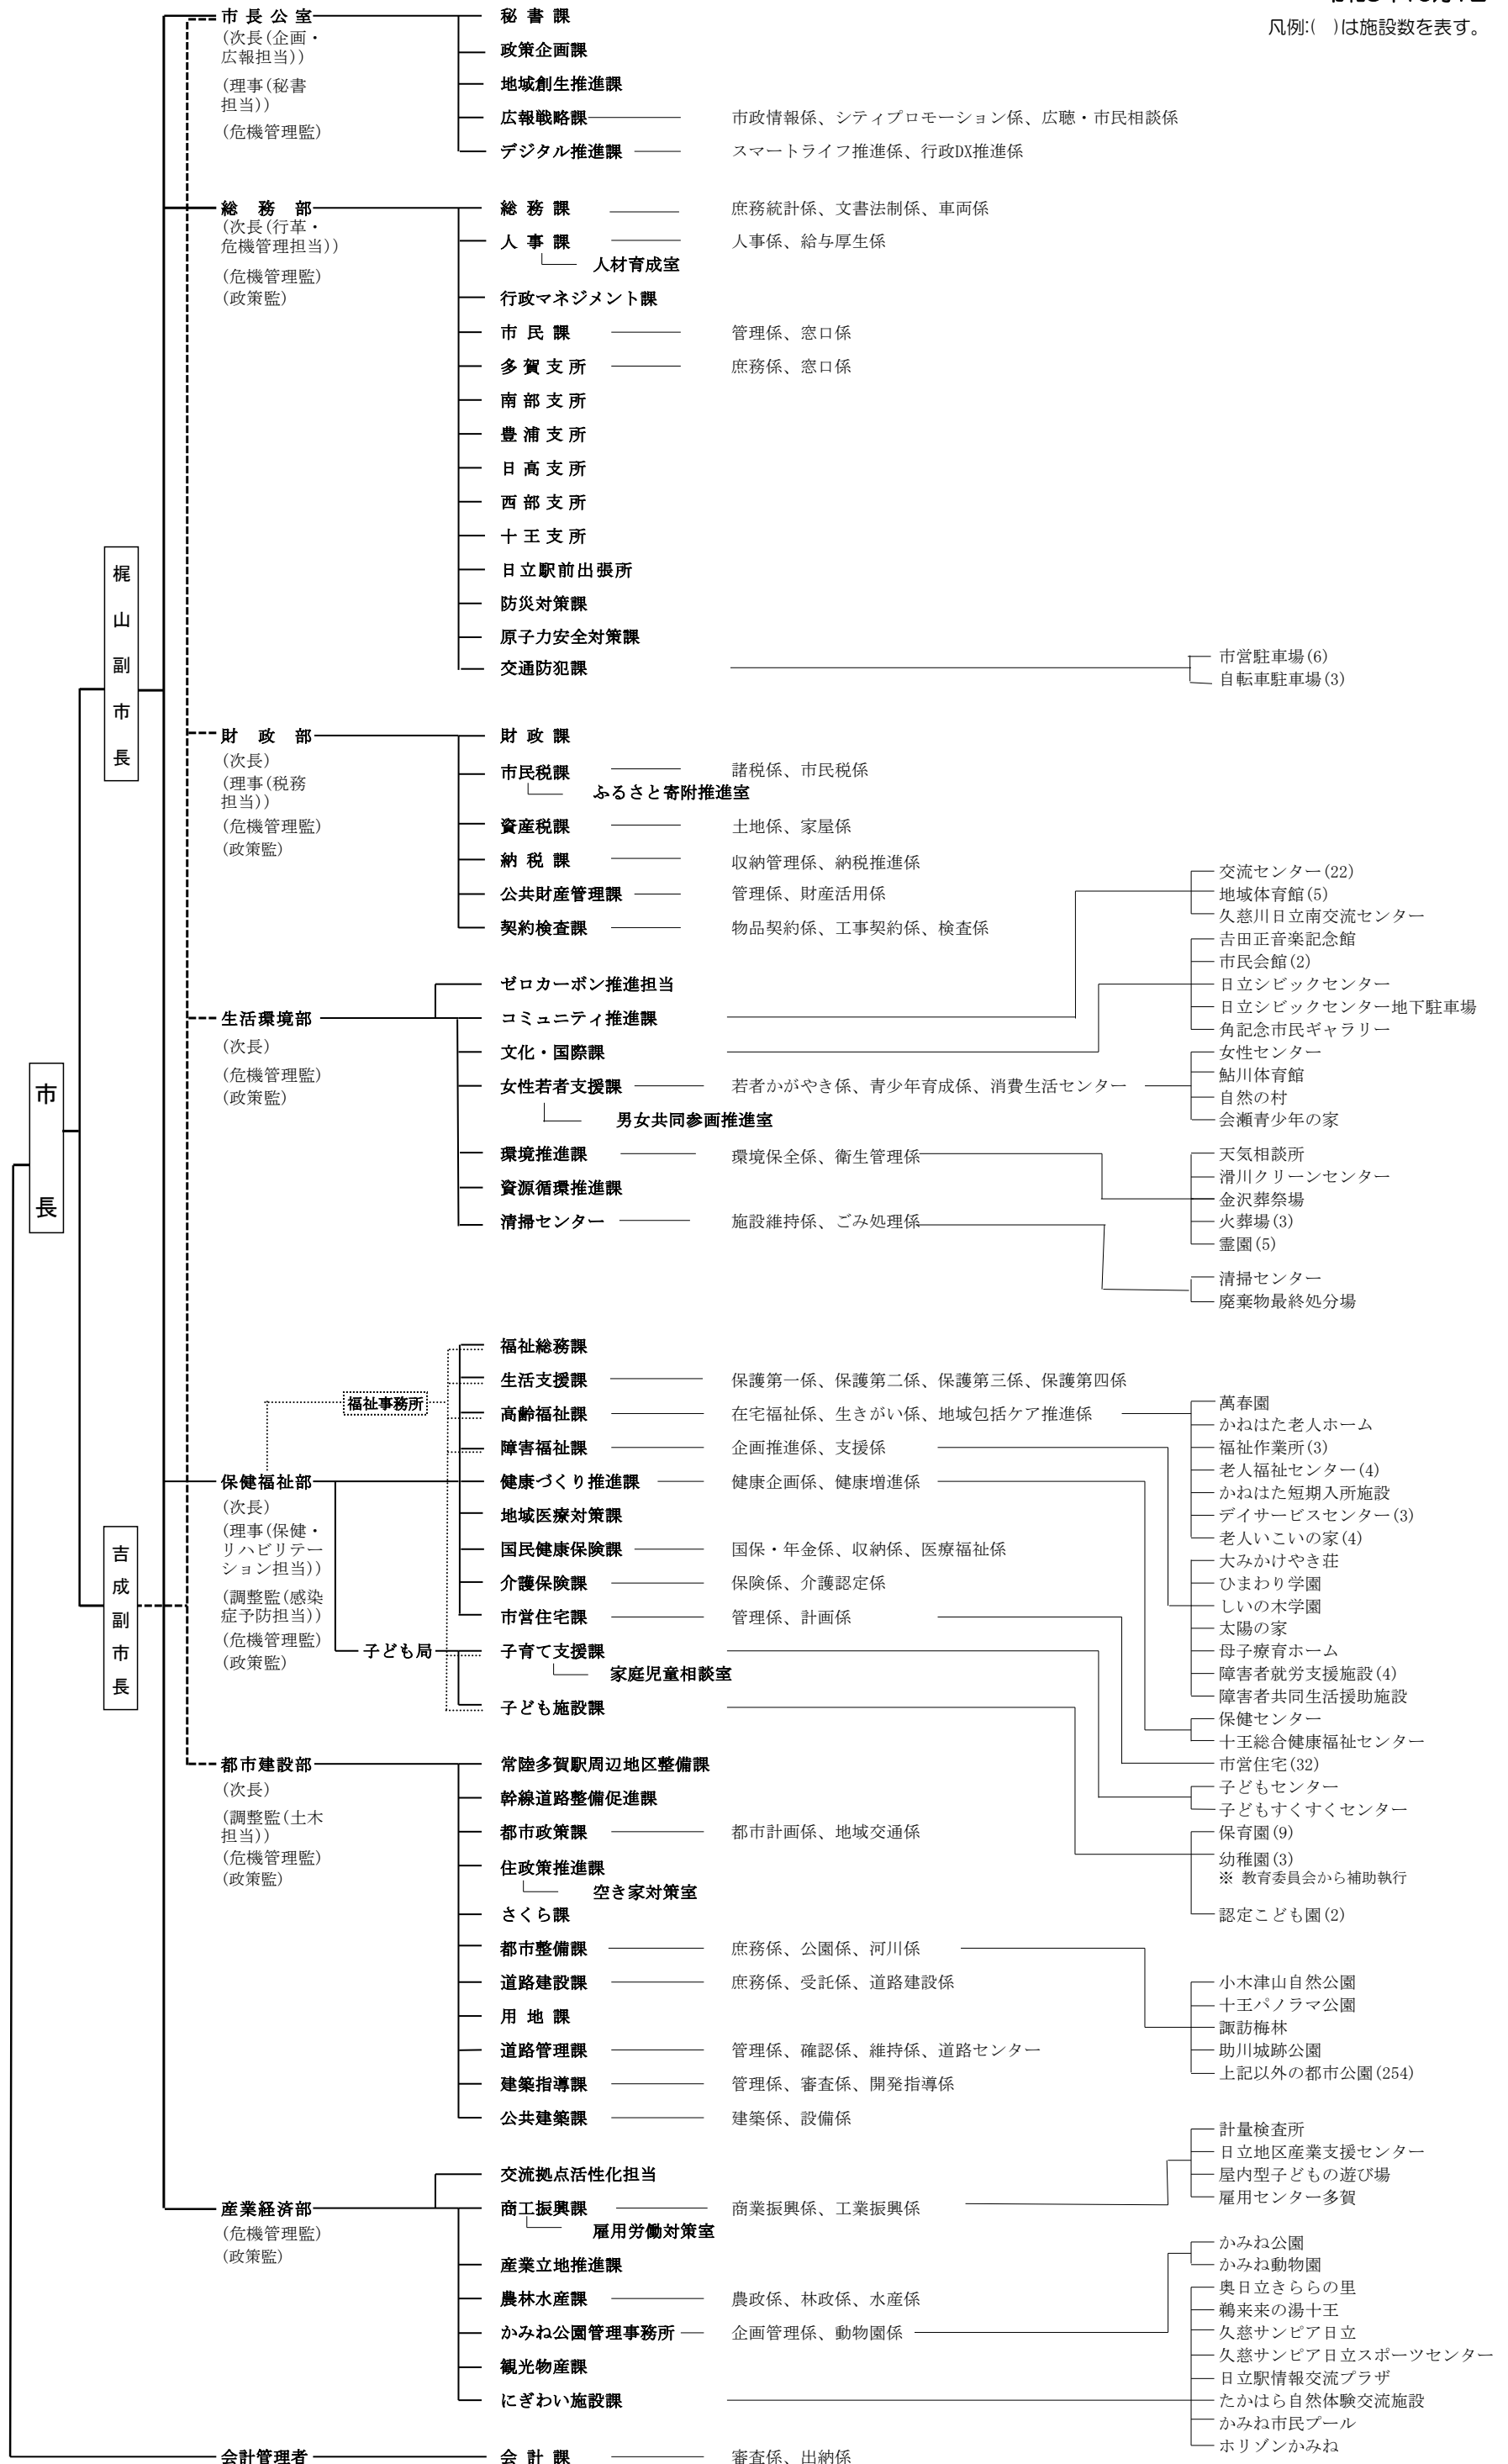 凡例:( )は施設数を表す。
市長
梶山副市長
吉成副市長
市長公室
(次長(企画・
広報担当))
(理事(秘書
担当))
(危機管理監)
秘書課
政策企画課
地域創生推進課
広報戦略課 市政情報係、シティプロモーション係、広聴・市民相談係
デジタル推進課 スマートライフ推進係、行政DX推進係
総務部
(次長(行革・
危機管理担当))
(危機管理監)
(政策監)
総務課 庶務統計係、文書法制係、車両係
人事課 人事係、給与厚生係
人材育成室
行政マネジメント課
市民課 管理係、窓口係
多賀支所 庶務係、窓口係
南部支所
豊浦支所
日高支所
西部支所
十王支所
日立駅前出張所
防災対策課
原子力安全対策課
交通防犯課
市営駐車場(6)
自転車駐車場(3)
財政部
(次長)
(理事(税務
担当))
(危機管理監)
(政策監)
財政課
市民税課 諸税係、市民税係
ふるさと寄附推進室
資産税課 土地係、家屋係
納税課 収納管理係、納税推進係
公共財産管理課 管理係、財産活用係
契約検査課 物品契約係、工事契約係、検査係
生活環境部
(次長)
(危機管理監)
(政策監)
ゼロカーボン推進担当
コミュニティ推進課
文化・国際課
女性若者支援課 若者かがやき係、青少年育成係、消費生活センター
男女共同参画推進室
環境推進課 環境保全係、衛生管理係
資源循環推進課
清掃センター 施設維持係、ごみ処理係
交流センター(22)
地域体育館(5)
久慈川日立南交流センター
吉田正音楽記念館
市民会館(2)
日立シビックセンター
日立シビックセンター地下駐車場
角記念市民ギャラリー
女性センター
鮎川体育館
自然の村
会瀬青少年の家
天気相談所
滑川クリーンセンター
金沢葬祭場
火葬場(3)
霊園(5)
清掃センター
廃棄物最終処分場
福祉事務所
保健福祉部
(次長)
(理事(保健・
リハビリテー
ション担当))
(調整監(感染
症予防担当))
(危機管理監)
(政策監)
福祉総務課
生活支援課 保護第一係、保護第二係、保護第三係、保護第四係
高齢福祉課 在宅福祉係、生きがい係、地域包括ケア推進係
障害福祉課 企画推進係、支援係
健康づくり推進課 健康企画係、健康増進係
地域医療対策課
国民健康保険課 国保・年金係、収納係、医療福祉係
介護保険課 保険係、介護認定係
市営住宅課 管理係、計画係
子ども局
子育て支援課
家庭児童相談室
子ども施設課
萬春園
かねはた老人ホーム
福祉作業所(3)
老人福祉センター(4)
かねはた短期入所施設
デイサービスセンター(3)
老人いこいの家(4)
大みかけやき荘
ひまわり学園
しいの木学園
太陽の家
母子療育ホーム
障害者就労支援施設(4)
障害者共同生活援助施設
保健センター
十王総合健康福祉センター
市営住宅(32)
子どもセンター
子どもすくすくセンター
保育園(9)
幼稚園(3)
※ 教育委員会から補助執行
認定こども園(2)
都市建設部
(次長)
(調整監(土木
担当))
(危機管理監)
(政策監)
常陸多賀駅周辺地区整備課
幹線道路整備促進課
都市政策課 都市計画係、地域交通係
住政策推進課
空き家対策室
さくら課
都市整備課 庶務係、公園係、河川係
道路建設課 庶務係、受託係、道路建設係
用地課
道路管理課 管理係、確認係、維持係、道路センター
建築指導課 管理係、審査係、開発指導係
公共建築課 建築係、設備係
小木津山自然公園
十王パノラマ公園
諏訪梅林
助川城跡公園
上記以外の都市公園(254)
産業経済部
(危機管理監)
(政策監)
交流拠点活性化担当
商工振興課 商業振興係、工業振興係
雇用労働対策室
産業立地推進課
農林水産課 農政係、林政係、水産係
かみね公園管理事務所 企画管理係、動物園係
観光物産課
にぎわい施設課
計量検査所
日立地区産業支援センター
屋内型子どもの遊び場
雇用センター多賀
かみね公園
かみね動物園
奥日立きららの里
鵜来来の湯十王
久慈サンピア日立
久慈サンピア日立スポーツセンター
日立駅情報交流プラザ
たかはら自然体験交流施設
かみね市民プール
ホリゾンかみね
会計管理者 会計課 審査係、出納係